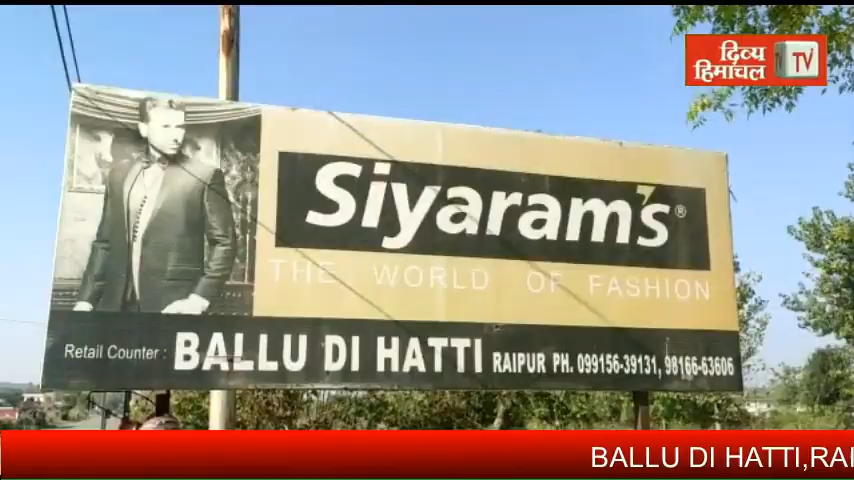 दिव्य
हिमाचल
TV
Siyaram's®
THE WORLD OF FASHION
Retail Counter : BALLU DI HATTI RAIPUR PH. 099156-39131, 98166-63606
BALLU DI HATTI,RAI